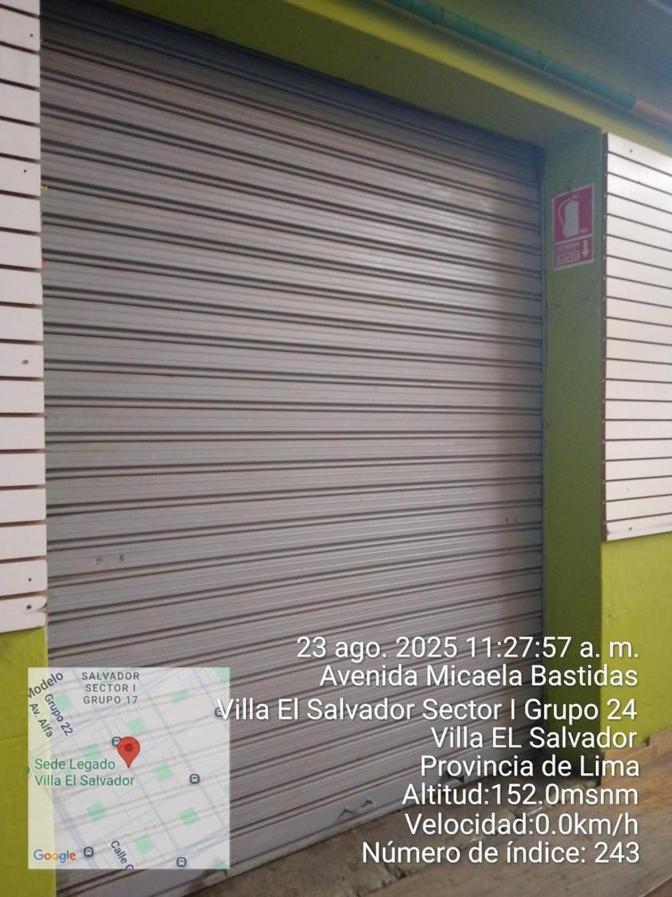 23 ago. 2025 11:27:57 a. m.
Avenida Micaela Bastidas
Villa El Salvador Sector I Grupo 24
Villa EL Salvador
Provincia de Lima
Altitud:152.0msnm
Velocidad:0.0km/h
Número de índice: 243
SALVADOR
SECTOR I
GRUPO 17
Modelo
Grupo 22
Av. Alfa
Sede Legado
Villa El Salvador
Calle
Google